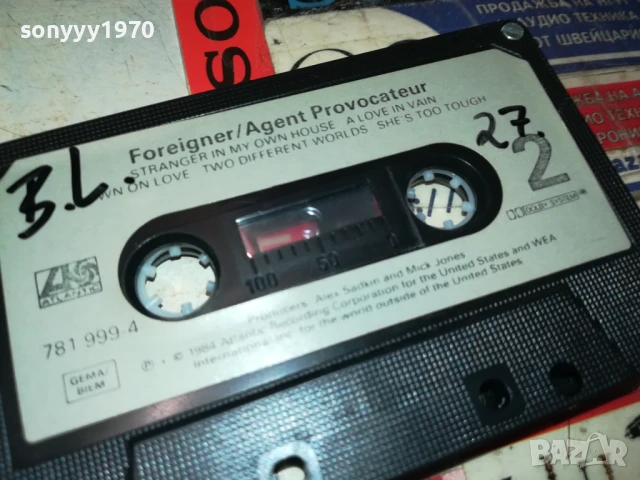 sonyyy1970
SO
ПРОДАЖБА НА
АУДИО ТЕХНИКА
ОТ ШВЕЙЦАРИ
Foreigner/Agent Provocateur
STRANGER IN MY OWN HOUSE A LOVE IN VAIN
WN ON LOVE TWO DIFFERENT WORLDS SHE'S TOO TOUGH
B.L.
27.
2
DOLBY SYSTEM
100 50 0
ATLANTIC
781 999-4
GEMA/
BIEM
Producers: Alex Sadkin and Mick Jones
℗ © 1984 Atlantic Recording Corporation for the United States and WEA
International Inc. for the world outside of the United States.
BAZAR
bg